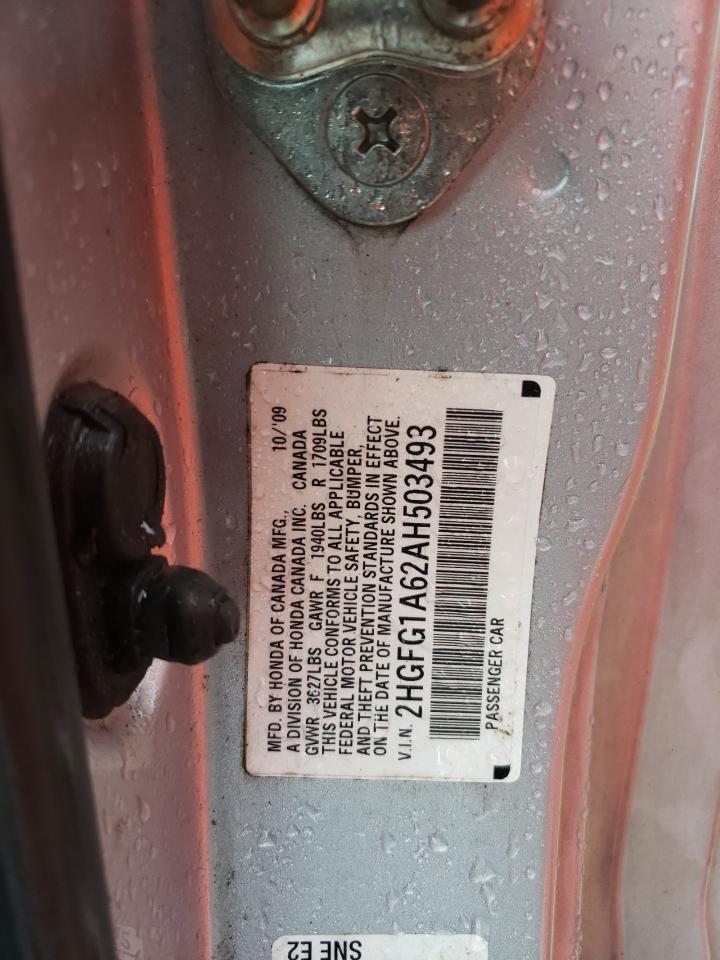 MFD. BY HONDA OF CANADA MFG., 10/'09
A DIVISION OF HONDA CANADA INC. CANADA
GVWR 3627LBS GAWR F 1940LBS R 1709LBS
THIS VEHICLE CONFORMS TO ALL APPLICABLE
FEDERAL MOTOR VEHICLE SAFETY, BUMPER,
AND THEFT PREVENTION STANDARDS IN EFFECT
ON THE DATE OF MANUFACTURE SHOWN ABOVE.
V.I.N. 2HGFG1A62AH503493
PASSENGER CAR